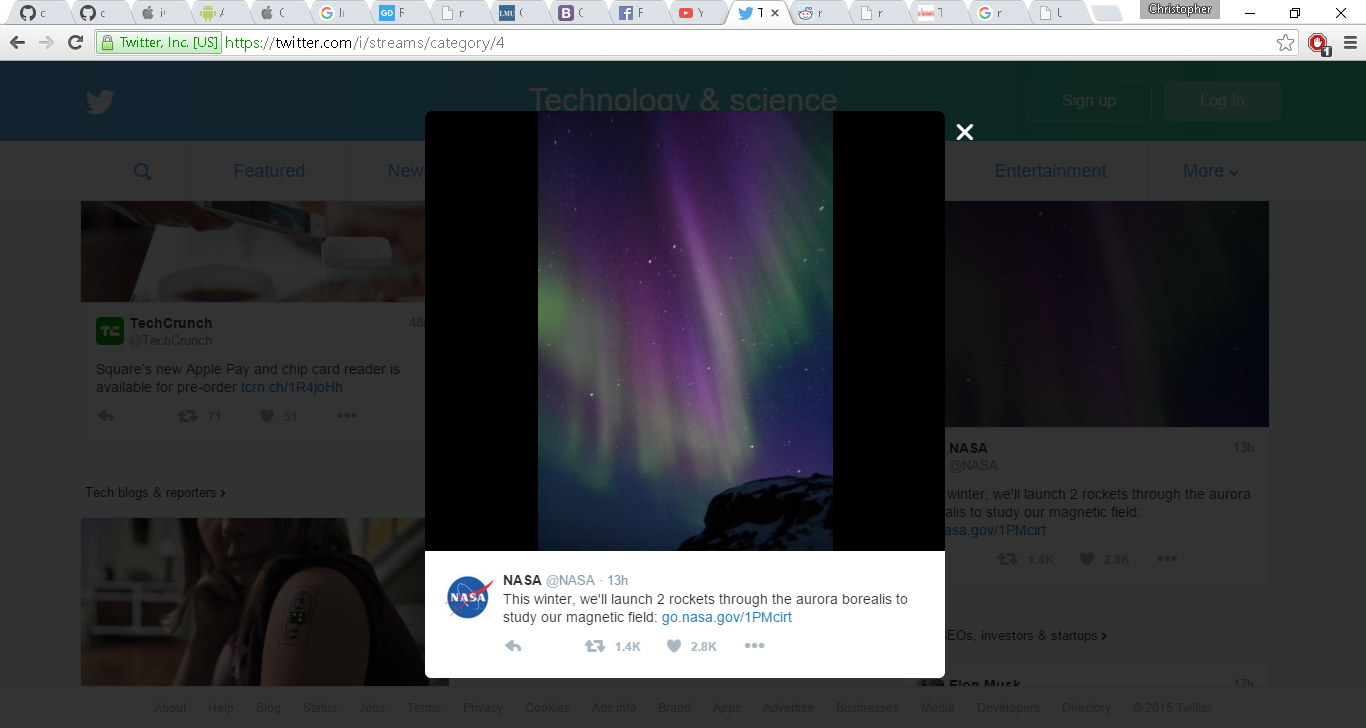 Christopher
Twitter, Inc. [US] https://twitter.com/i/streams/category/4
1
Technology & science
Sign up
Log in
Featured
New
Entertainment
More
TechCrunch
@TechCrunch
Square's new Apple Pay and chip card reader is
available for pre-order tcrn.ch/1R4joHh
71
51
Tech blogs & reporters
NASA
NASA @NASA · 13h
This winter, we'll launch 2 rockets through the aurora borealis to
study our magnetic field: go.nasa.gov/1PMcirt
1.4K
2.8K
NASA
13h
@NASA
winter, we'll launch 2 rockets through the aurora
alis to study our magnetic field:
asa.gov/1PMcirt
1.4K
2.8K
CEOs, investors & startups
Elon Musk
17h
About Help Blog Status Jobs Terms Privacy Cookies Ads info Brand Apps Advertise Businesses Media Developers Directory © 2015 Twitter